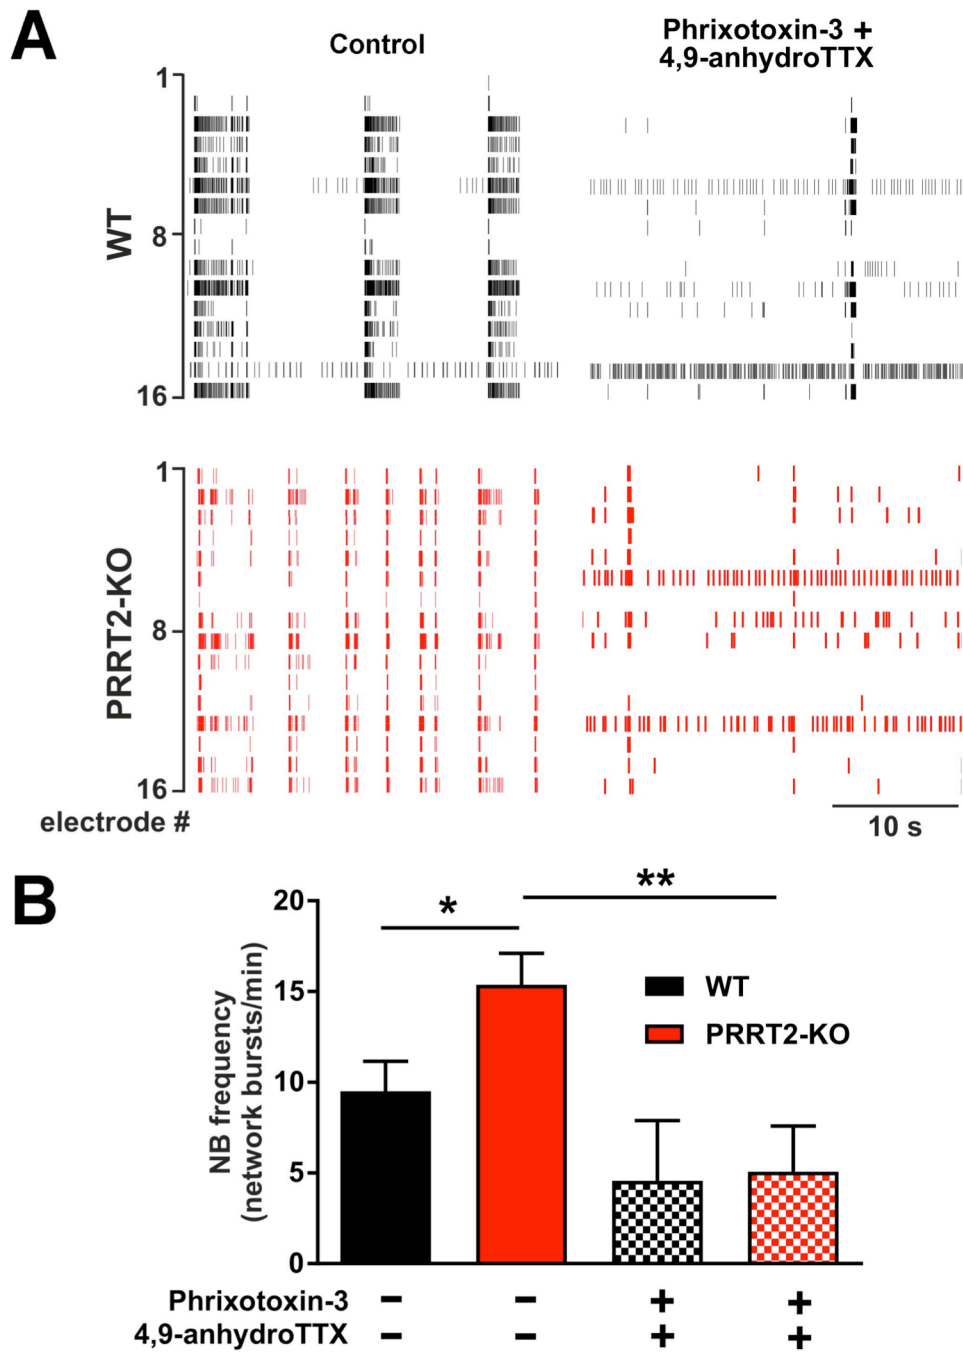 A
Control
Phrixotoxin-3 +
4,9-anhydroTTX
WT
1
8
16
PRRT2-KO
1
8
16
electrode #
10 s
B
NB frequency
(network bursts/min)
20
15
10
5
0
*
**
WT
PRRT2-KO
Phrixotoxin-3 − − + +
4,9-anhydroTTX − − + +